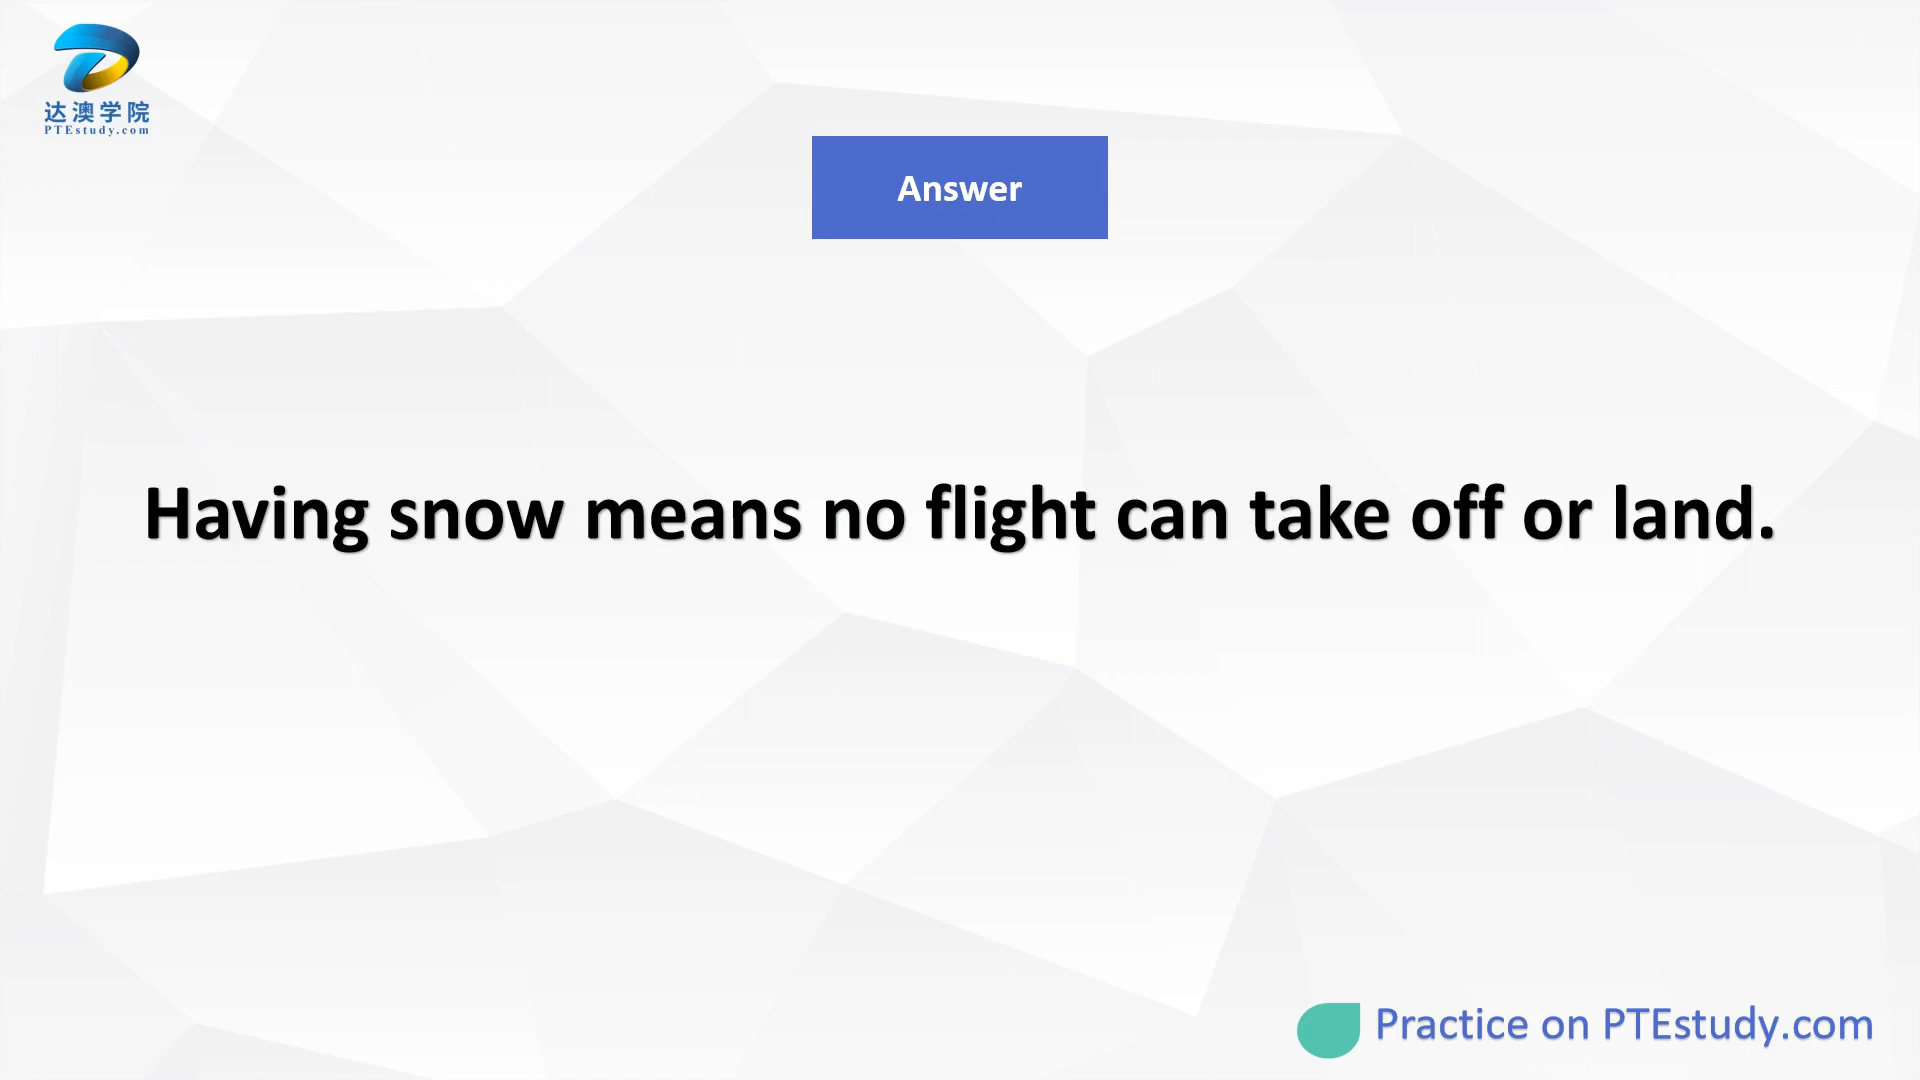 达澳学院
PTEstudy.com
Answer
Having snow means no flight can take off or land.
Practice on PTEstudy.com